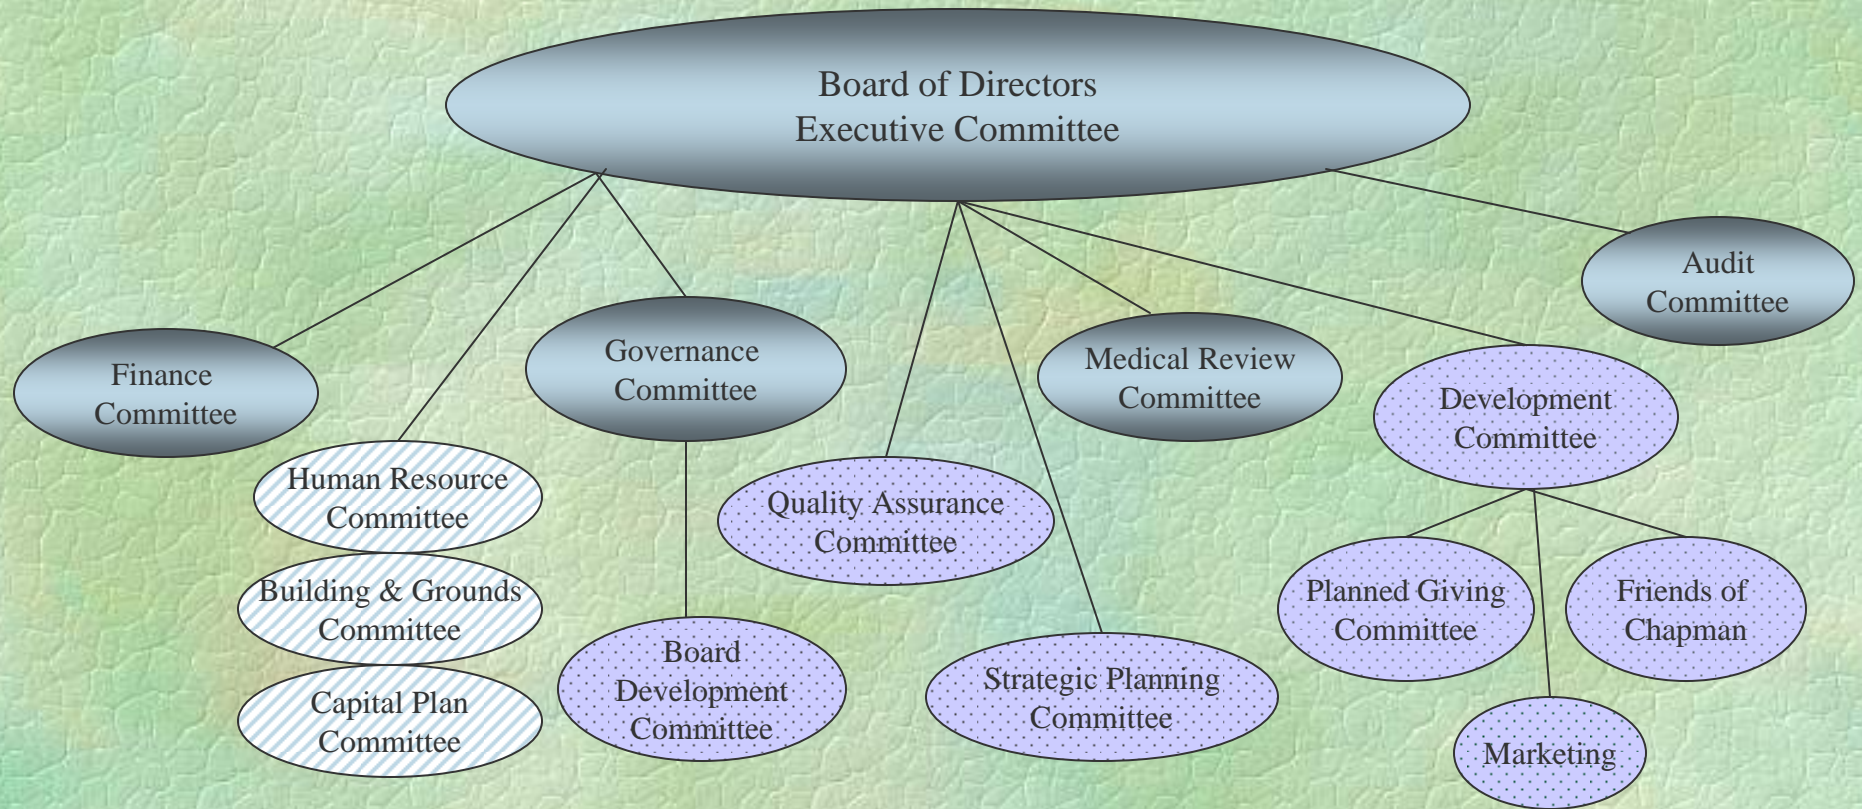 Board of Directors
Executive Committee
Audit
Committee
Finance
Committee
Governance
Committee
Medical Review
Committee
Development
Committee
Human Resource
Committee
Quality Assurance
Committee
Building & Grounds
Committee
Planned Giving
Committee
Friends of
Chapman
Board
Development
Committee
Strategic Planning
Committee
Capital Plan
Committee
Marketing